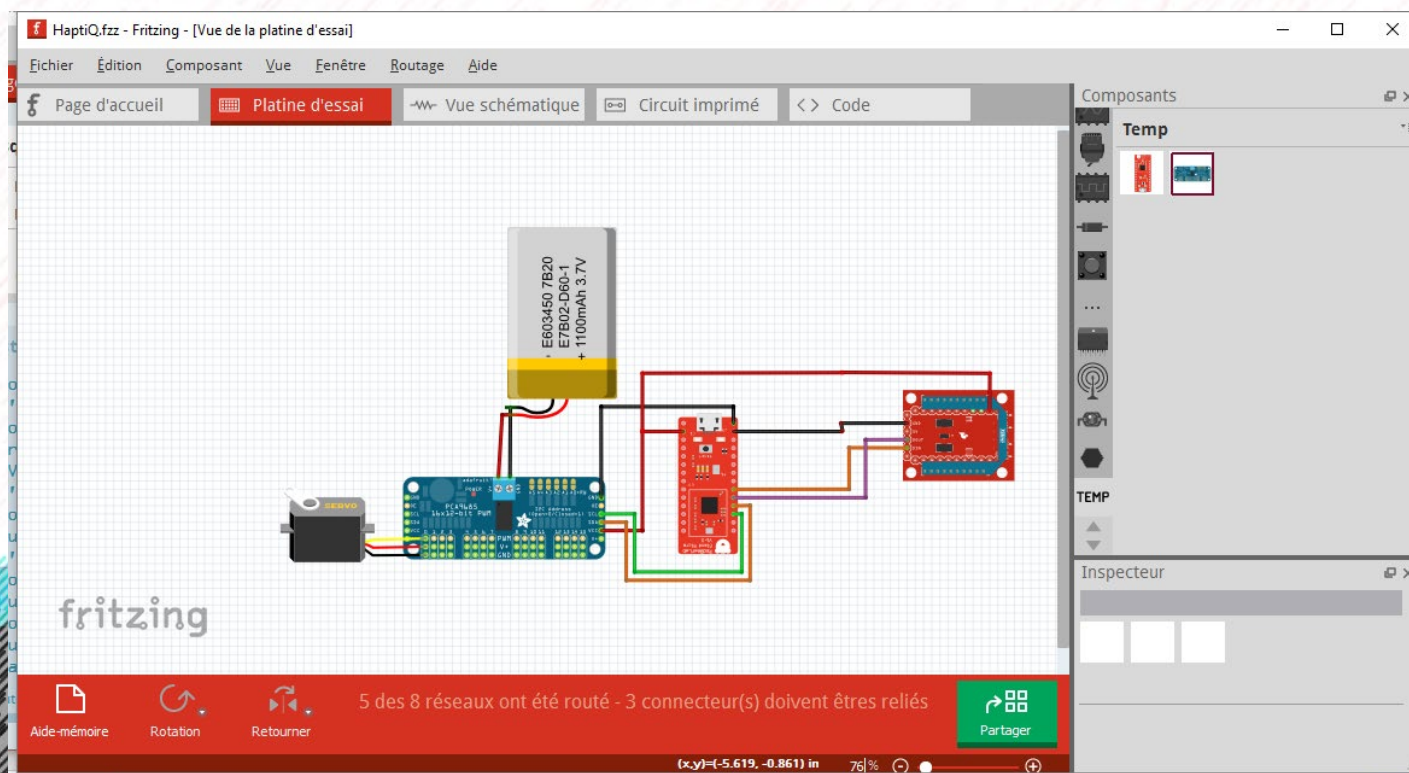 HaptiQ.fzz - Fritzing - [Vue de la platine d'essai]
Fichier Édition Composant Vue Fenêtre Routage Aide
Page d'accueil Platine d'essai Vue schématique Circuit imprimé Code
Composants
Temp
TEMP
- E603450 7B20
E7B02-D60-1
+ 1100mAh 3.7V
SERVO
PCA9685
16x12-bit PWM
PWM
V+
GND
fritzing
Inspecteur
5 des 8 réseaux ont été routé - 3 connecteur(s) doivent êtres reliés
Aide-mémoire Rotation Retourner Partager
(x,y)=(-5.619, -0.861) in 76 %